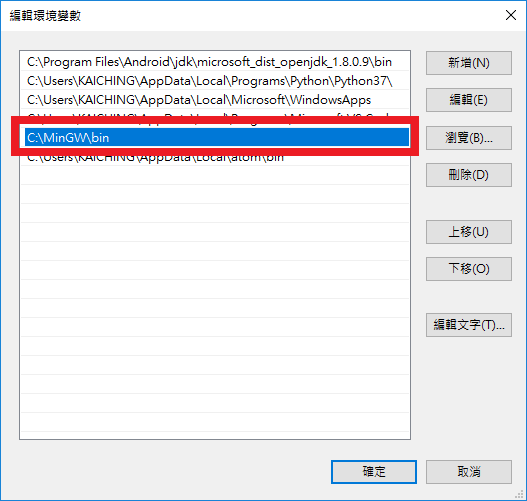 編輯環境變數
C:\Program Files\Android\jdk\microsoft_dist_openjdk_1.8.0.9\bin
C:\Users\KAICHING\AppData\Local\Programs\Python\Python37\
C:\Users\KAICHING\AppData\Local\Microsoft\WindowsApps
C:\MinGW\bin
C:\Users\KAICHING\AppData\Local\atom\bin
新增(N)
編輯(E)
瀏覽(B)...
刪除(D)
上移(U)
下移(O)
編輯文字(T)...
確定
取消